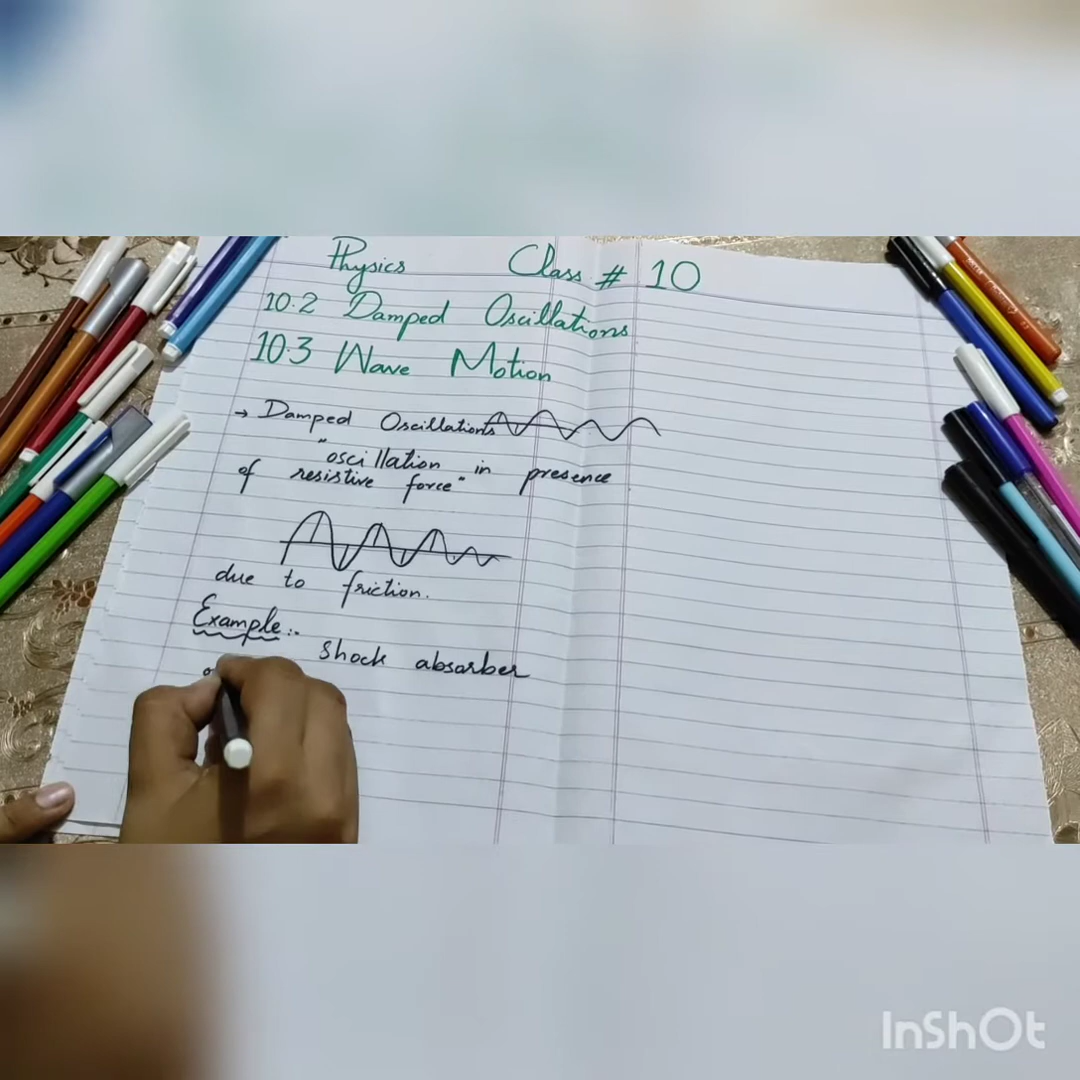 Physics Class # 10
10.2 Damped Oscillations
10.3 Wave Motion
→ Damped Oscillations
"oscillation in presence
of resistive force"
due to friction.
Example:-
Shock absorber
InShOt